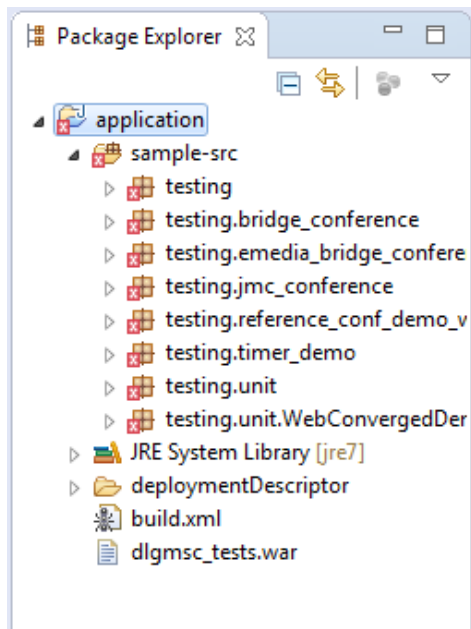 Package Explorer
application
sample-src
testing
testing.bridge_conference
testing.emedia_bridge_confere
testing.jmc_conference
testing.reference_conf_demo_v
testing.timer_demo
testing.unit
testing.unit.WebConvergedDer
JRE System Library [jre7]
deploymentDescriptor
build.xml
dlgmsc_tests.war